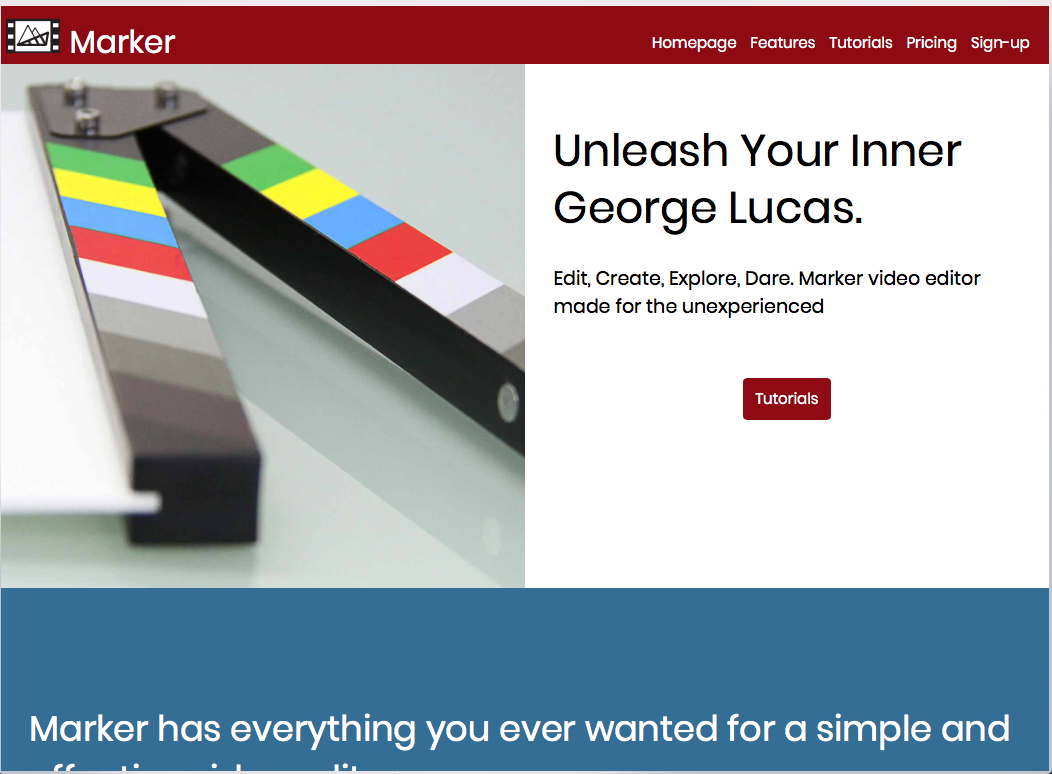 Marker
Homepage Features Tutorials Pricing Sign-up
Unleash Your Inner
George Lucas.
Edit, Create, Explore, Dare. Marker video editor
made for the unexperienced
Tutorials
Marker has everything you ever wanted for a simple and